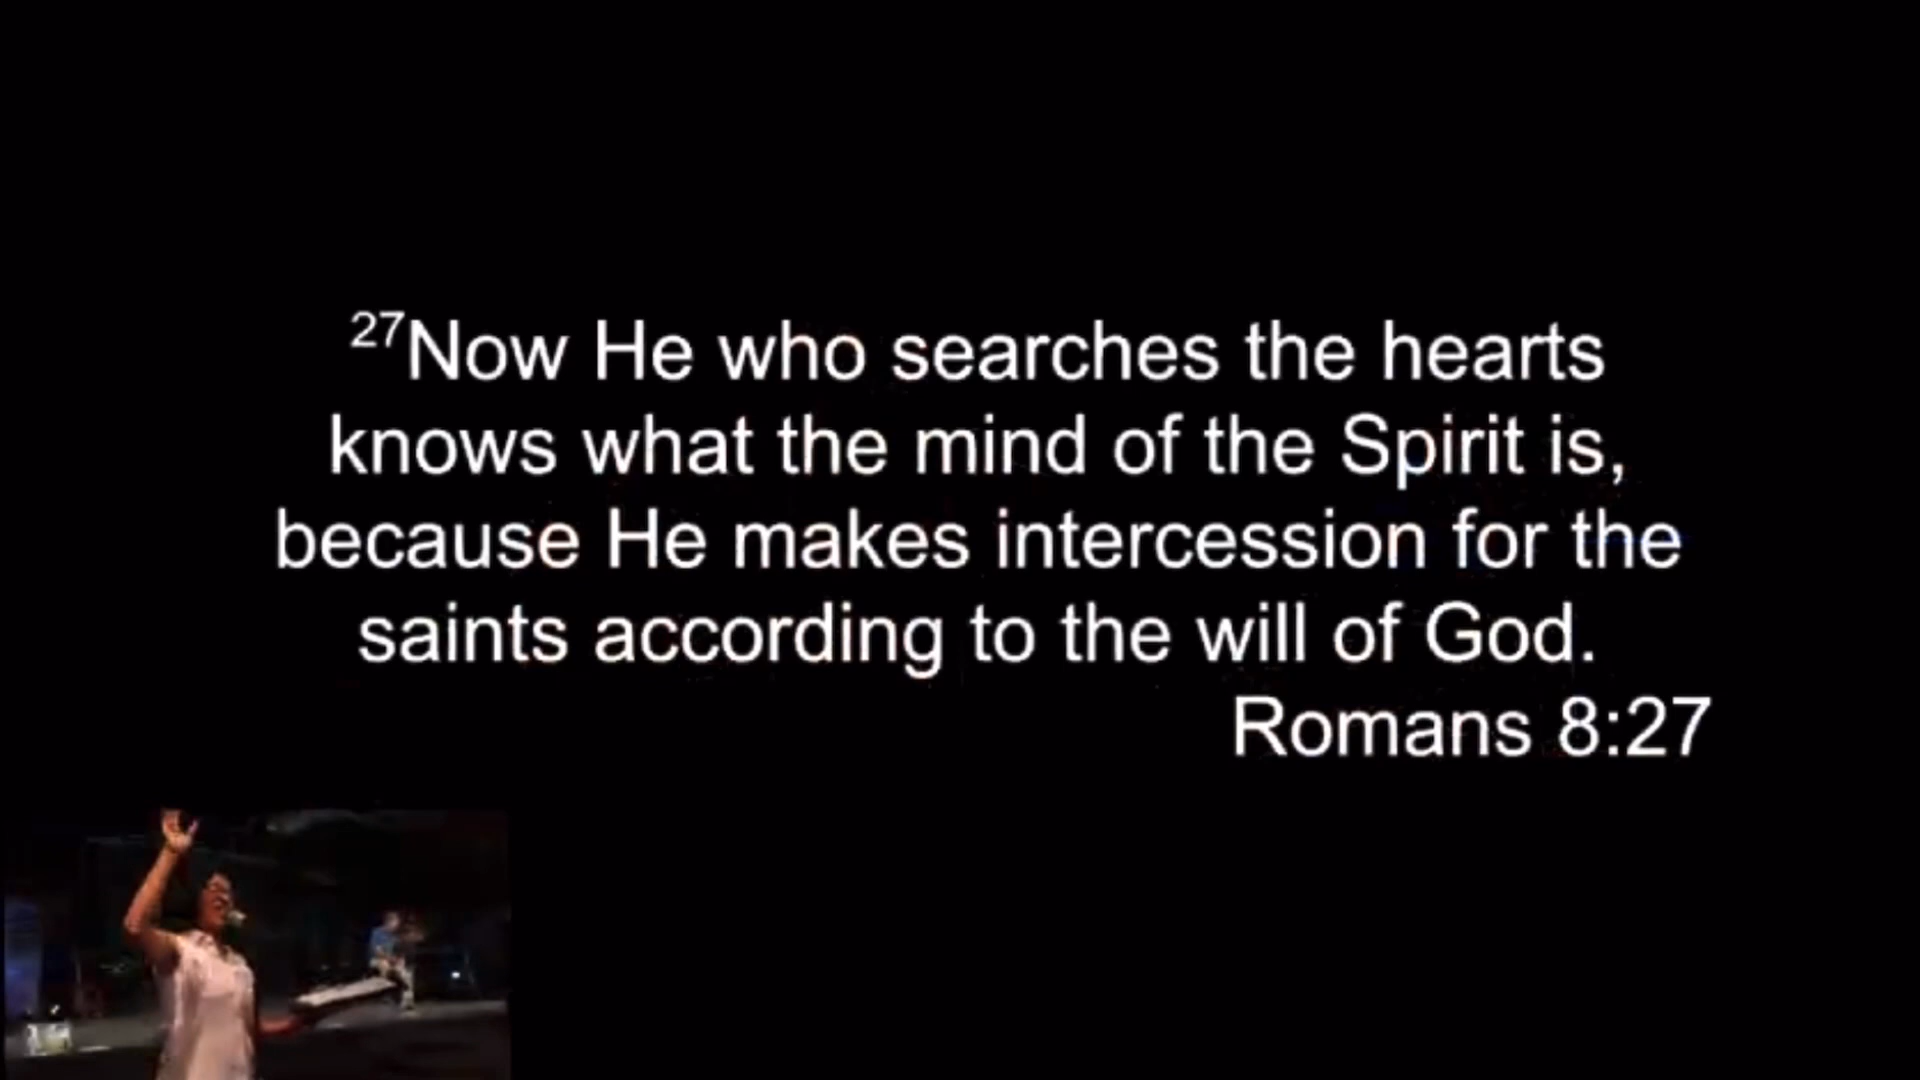 27Now He who searches the hearts
knows what the mind of the Spirit is,
because He makes intercession for the
saints according to the will of God.
Romans 8:27